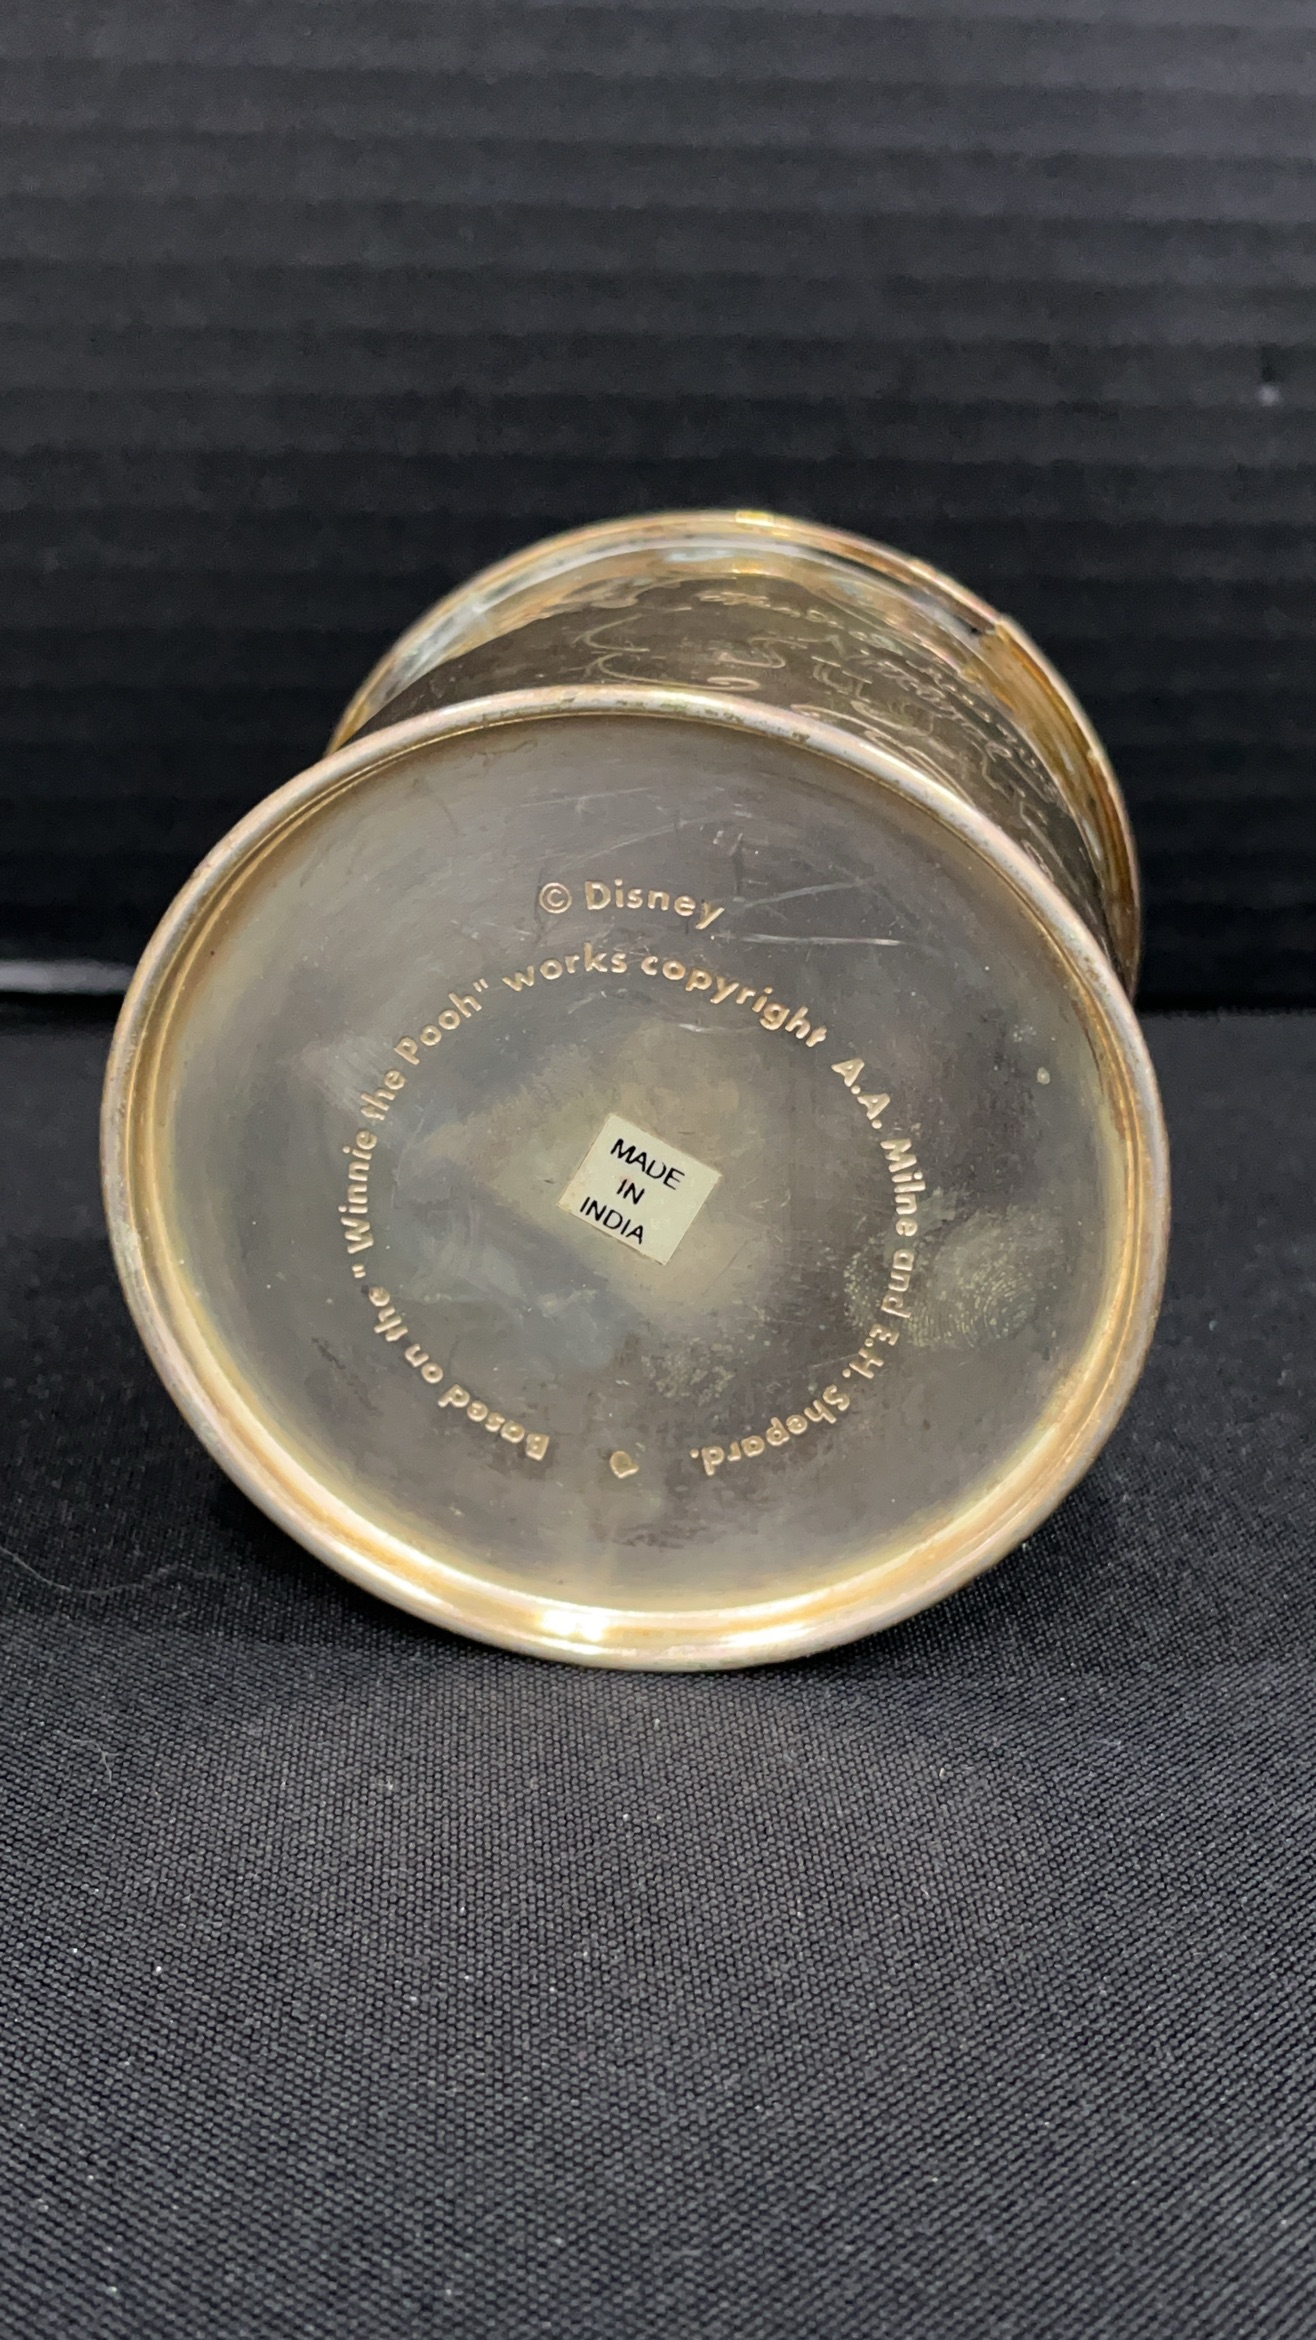 © Disney
Based on the "Winnie the Pooh" works copyright A.A. Milne and E.H. Shepard.
MADE
IN
INDIA